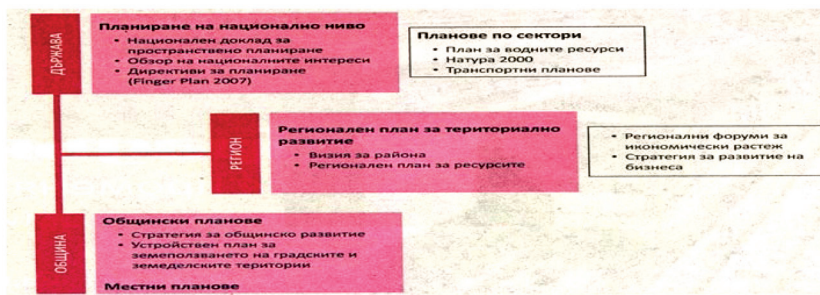 ДЪРЖАВА
Планиране на национално ниво
• Национален доклад за
пространствено планиране
• Обзор на националните интереси
• Директиви за планиране
(Finger Plan 2007)
Планове по сектори
• План за водните ресурси
• Натура 2000
• Транспортни планове
РЕГИОН
Регионален план за териториално
развитие
• Визия за района
• Регионален план за ресурсите
• Регионални форуми за
икономически растеж
• Стратегия за развитие на
бизнеса
ОБЩИНА
Общински планове
• Стратегия за общинско развитие
• Устройствен план за
земеползването на градските и
земеделските територии
Местни планове